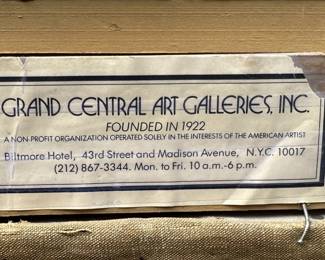 GRAND CENTRAL ART GALLERIES, INC.
FOUNDED IN 1922
A NON-PROFIT ORGANIZATION OPERATED SOLELY IN THE INTERESTS OF THE AMERICAN ARTIST
Biltmore Hotel, 43rd Street and Madison Avenue, N.Y.C. 10017
(212) 867-3344. Mon. to Fri. 10 a.m.-6 p.m.